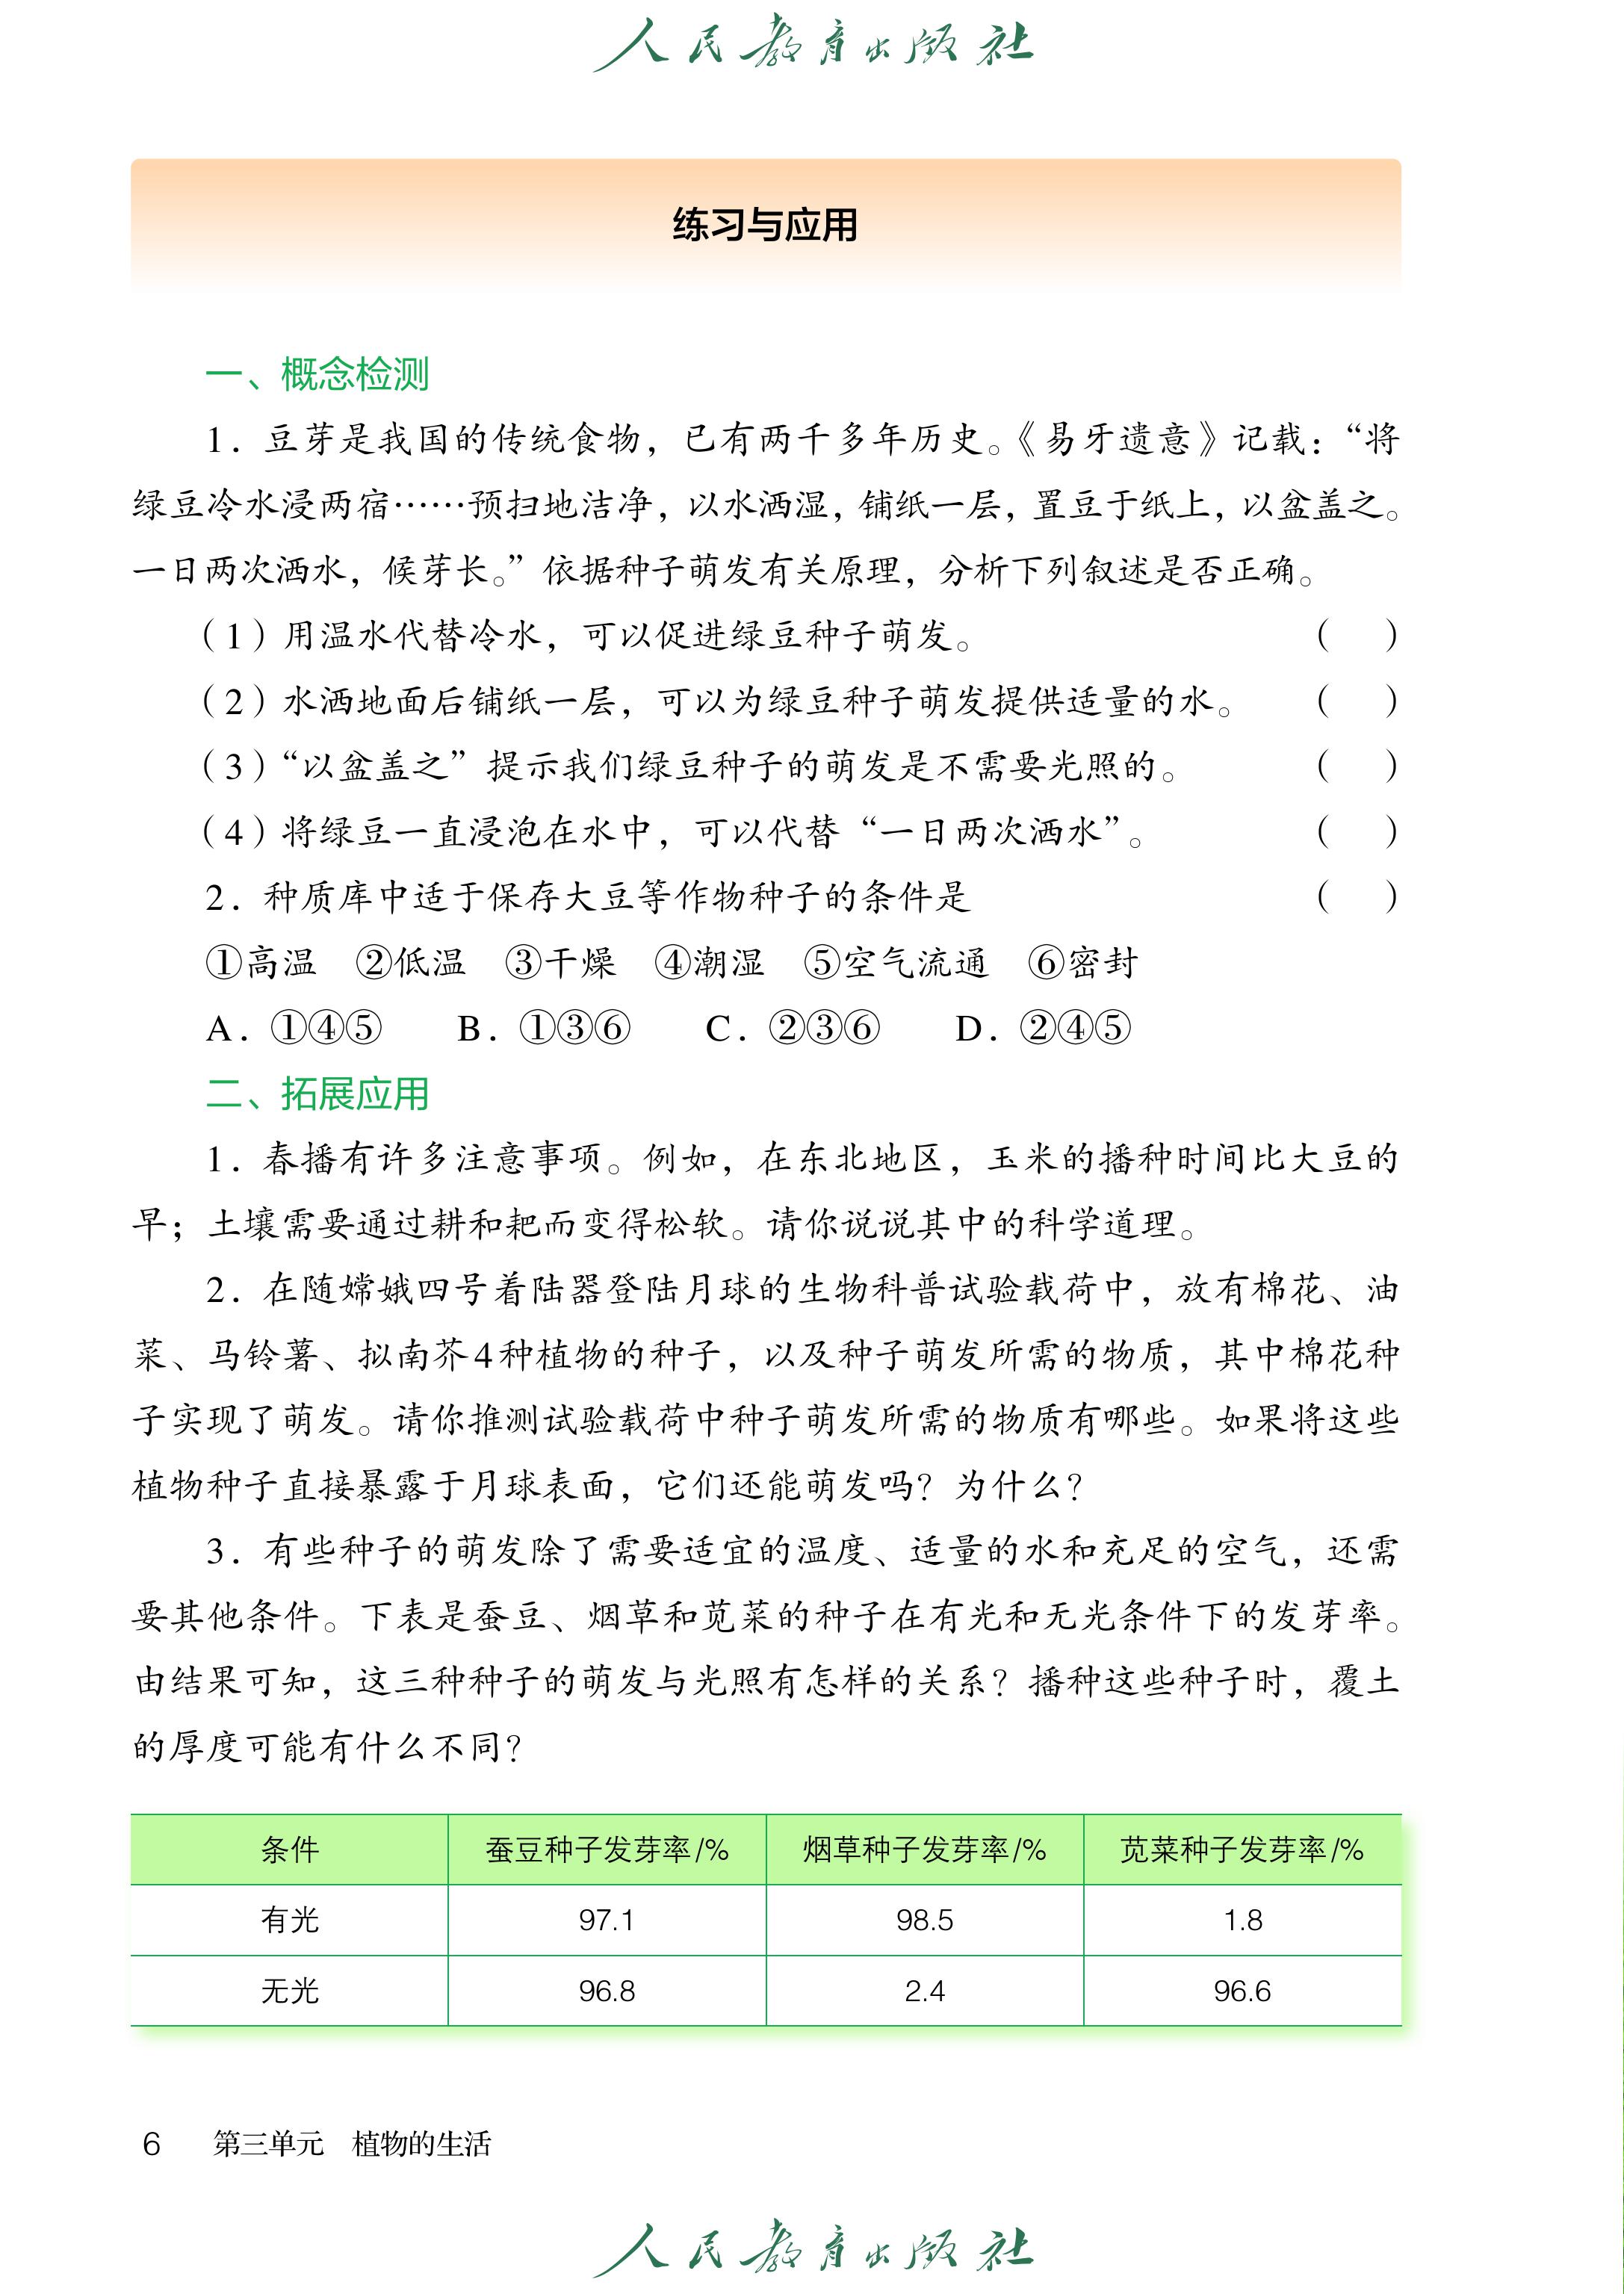 人民教育出版社
练习与应用
一、概念检测
1. 豆芽是我国的传统食物，已有两千多年历史。《易牙遗意》记载：“将
绿豆冷水浸两宿……预扫地洁净，以水洒湿，铺纸一层，置豆于纸上，以盆盖之。
一日两次洒水，候芽长。”依据种子萌发有关原理，分析下列叙述是否正确。
（1）用温水代替冷水，可以促进绿豆种子萌发。 （ ）
（2）水洒地面后铺纸一层，可以为绿豆种子萌发提供适量的水。 （ ）
（3）“以盆盖之”提示我们绿豆种子的萌发是不需要光照的。 （ ）
（4）将绿豆一直浸泡在水中，可以代替“一日两次洒水”。 （ ）
2. 种质库中适于保存大豆等作物种子的条件是 （ ）
①高温 ②低温 ③干燥 ④潮湿 ⑤空气流通 ⑥密封
A. ①④⑤ B. ①③⑥ C. ②③⑥ D. ②④⑤
二、拓展应用
1. 春播有许多注意事项。例如，在东北地区，玉米的播种时间比大豆的
早；土壤需要通过耕和耙而变得松软。请你说说其中的科学道理。
2. 在随嫦娥四号着陆器登陆月球的生物科普试验载荷中，放有棉花、油
菜、马铃薯、拟南芥4种植物的种子，以及种子萌发所需的物质，其中棉花种
子实现了萌发。请你推测试验载荷中种子萌发所需的物质有哪些。如果将这些
植物种子直接暴露于月球表面，它们还能萌发吗？为什么？
3. 有些种子的萌发除了需要适宜的温度、适量的水和充足的空气，还需
要其他条件。下表是蚕豆、烟草和苋菜的种子在有光和无光条件下的发芽率。
由结果可知，这三种种子的萌发与光照有怎样的关系？播种这些种子时，覆土
的厚度可能有什么不同？
条件 蚕豆种子发芽率/% 烟草种子发芽率/% 苋菜种子发芽率/%
有光 97.1 98.5 1.8
无光 96.8 2.4 96.6
6 第三单元 植物的生活
人民教育出版社